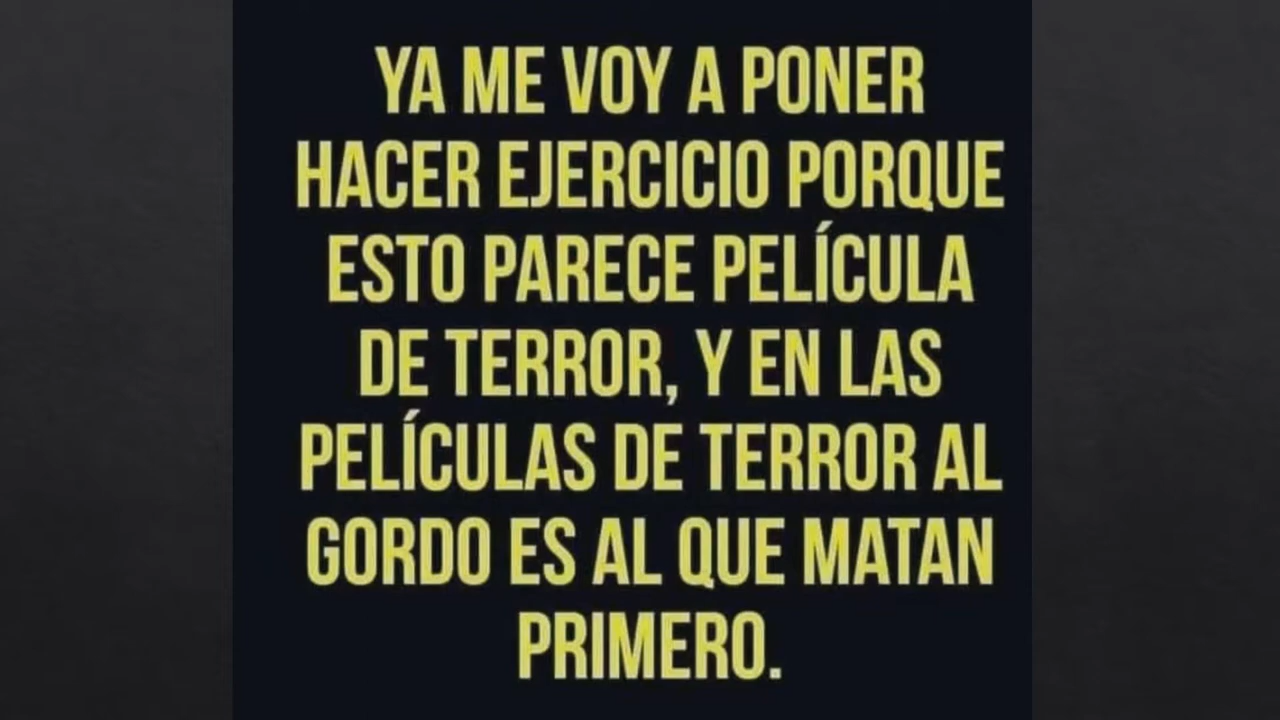 YA ME VOY A PONER
HACER EJERCICIO PORQUE
ESTO PARECE PELÍCULA
DE TERROR, Y EN LAS
PELÍCULAS DE TERROR AL
GORDO ES AL QUE MATAN
PRIMERO.